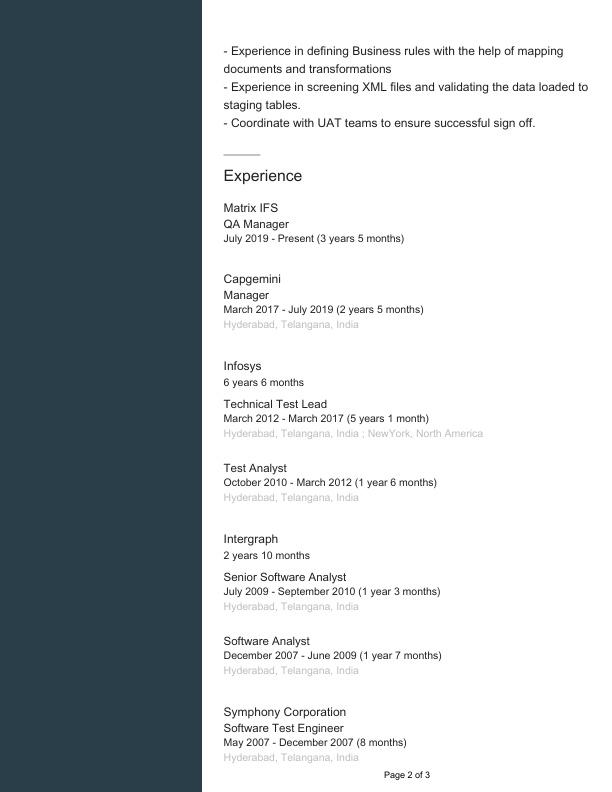 - Experience in defining Business rules with the help of mapping
documents and transformations
- Experience in screening XML files and validating the data loaded to
staging tables.
- Coordinate with UAT teams to ensure successful sign off.
Experience
Matrix IFS
QA Manager
July 2019 - Present (3 years 5 months)
Capgemini
Manager
March 2017 - July 2019 (2 years 5 months)
Hyderabad, Telangana, India
Infosys
6 years 6 months
Technical Test Lead
March 2012 - March 2017 (5 years 1 month)
Hyderabad, Telangana, India ; NewYork, North America
Test Analyst
October 2010 - March 2012 (1 year 6 months)
Hyderabad, Telangana, India
Intergraph
2 years 10 months
Senior Software Analyst
July 2009 - September 2010 (1 year 3 months)
Hyderabad, Telangana, India
Software Analyst
December 2007 - June 2009 (1 year 7 months)
Hyderabad, Telangana, India
Symphony Corporation
Software Test Engineer
May 2007 - December 2007 (8 months)
Hyderabad, Telangana, India
Page 2 of 3